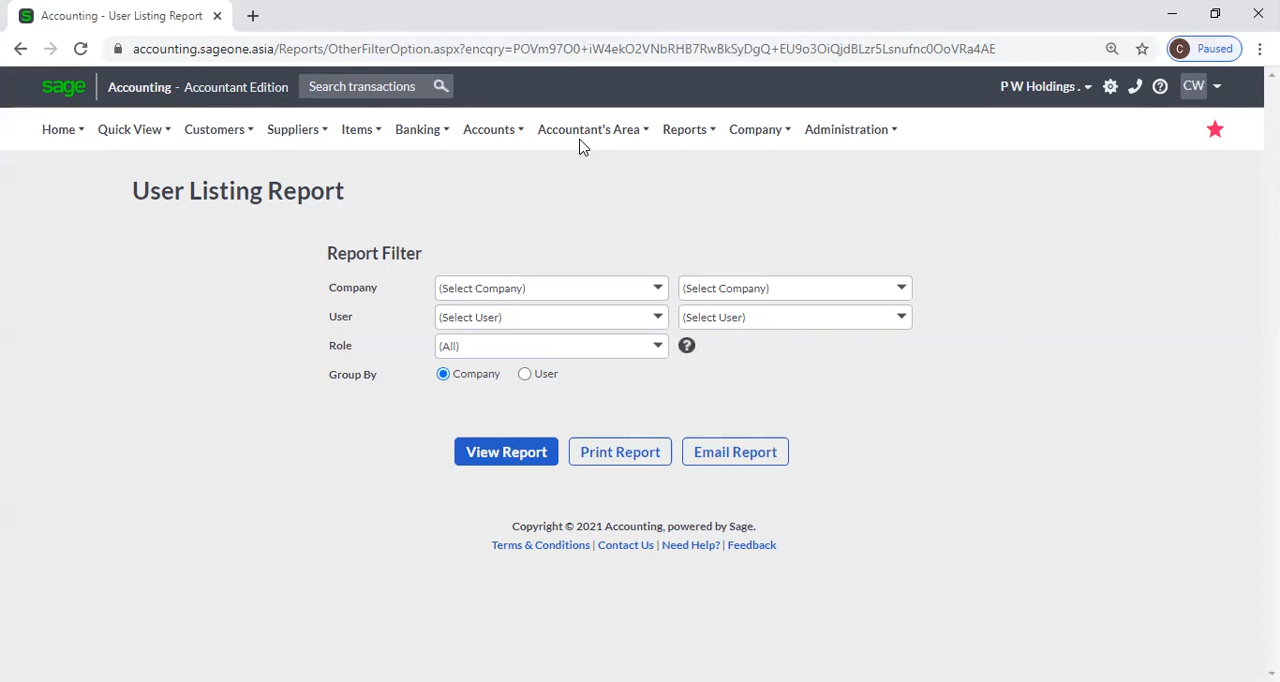 Accounting - User Listing Report
accounting.sageone.asia/Reports/OtherFilterOption.aspx?encqry=POVm97O0+iW4ekO2VNbRHB7RwBkSyDgQ+EU9o3OiQjdBLzr5Lsnufnc0OoVRa4AE
C Paused
sage Accounting - Accountant Edition Search transactions P W Holdings . CW
Home Quick View Customers Suppliers Items Banking Accounts Accountant's Area Reports Company Administration
User Listing Report
Report Filter
Company (Select Company) (Select Company)
User (Select User) (Select User)
Role (All) ?
Group By Company User
View Report Print Report Email Report
Copyright © 2021 Accounting, powered by Sage.
Terms & Conditions | Contact Us | Need Help? | Feedback